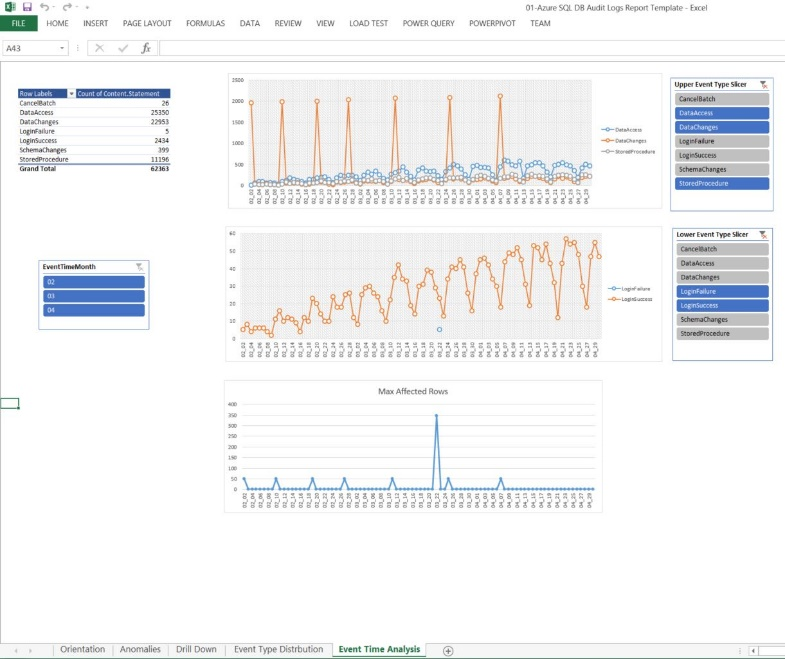 01-Azure SQL DB Audit Logs Report Template - Excel
FILE HOME INSERT PAGE LAYOUT FORMULAS DATA REVIEW VIEW LOAD TEST POWER QUERY POWERPIVOT TEAM
A43 fx
Row Labels Count of Content.Statement
CancelBatch 26
DataAccess 25350
DataChanges 22953
LoginFailure 5
LoginSuccess 2434
SchemaChanges 399
StoredProcedure 11196
Grand Total 62363
2500
2000
1500
1000
500
0
DataAccess
DataChanges
StoredProcedure
Upper Event Type Slicer
CancelBatch
DataAccess
DataChanges
LoginFailure
LoginSuccess
SchemaChanges
StoredProcedure
EventTimeMonth
02
03
04
60
50
40
30
20
10
0
LoginFailure
LoginSuccess
Lower Event Type Slicer
CancelBatch
DataAccess
DataChanges
LoginFailure
LoginSuccess
SchemaChanges
StoredProcedure
Max Affected Rows
400
350
300
250
200
150
100
50
0
Orientation Anomalies Drill Down Event Type Distrbution Event Time Analysis